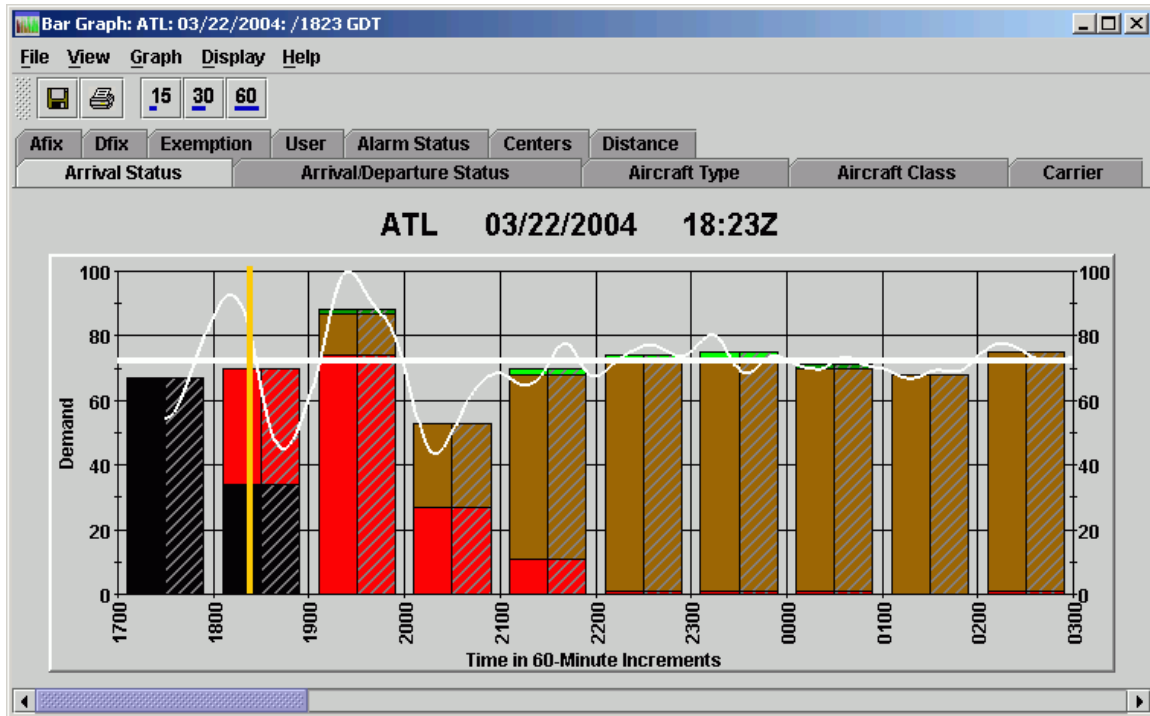 Bar Graph: ATL: 03/22/2004: /1823 GDT
File View Graph Display Help
15 30 60
Afix Dfix Exemption User Alarm Status Centers Distance
Arrival Status Arrival/Departure Status Aircraft Type Aircraft Class Carrier
ATL 03/22/2004 18:23Z
100 100
80 80
60 60
Demand
40 40
20 20
0 0
1700 1800 1900 2000 2100 2200 2300 0000 0100 0200 0300
Time in 60-Minute Increments